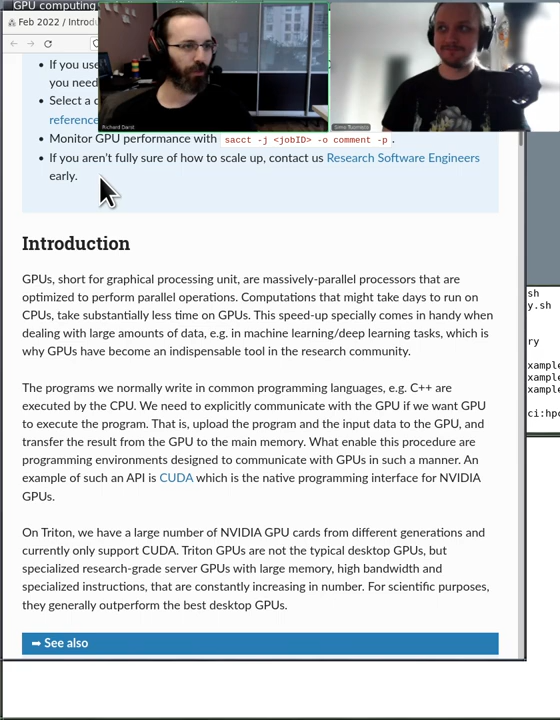 GPU computing
Feb 2022 / Introdu
If you use
you need
Select a
reference
Monitor GPU performance with sacct -j <jobID> -o comment -p .
If you aren't fully sure of how to scale up, contact us Research Software Engineers
early.
Introduction
GPUs, short for graphical processing unit, are massively-parallel processors that are
optimized to perform parallel operations. Computations that might take days to run on
CPUs, take substantially less time on GPUs. This speed-up specially comes in handy when
dealing with large amounts of data, e.g. in machine learning/deep learning tasks, which is
why GPUs have become an indispensable tool in the research community.
The programs we normally write in common programming languages, e.g. C++ are
executed by the CPU. We need to explicitly communicate with the GPU if we want GPU
to execute the program. That is, upload the program and the input data to the GPU, and
transfer the result from the GPU to the main memory. What enable this procedure are
programming environments designed to communicate with GPUs in such a manner. An
example of such an API is CUDA which is the native programming interface for NVIDIA
GPUs.
On Triton, we have a large number of NVIDIA GPU cards from different generations and
currently only support CUDA. Triton GPUs are not the typical desktop GPUs, but
specialized research-grade server GPUs with large memory, high bandwidth and
specialized instructions, that are constantly increasing in number. For scientific purposes,
they generally outperform the best desktop GPUs.
➡ See also
sh
y.sh
ry
xample
xample
xample
ci:hpc